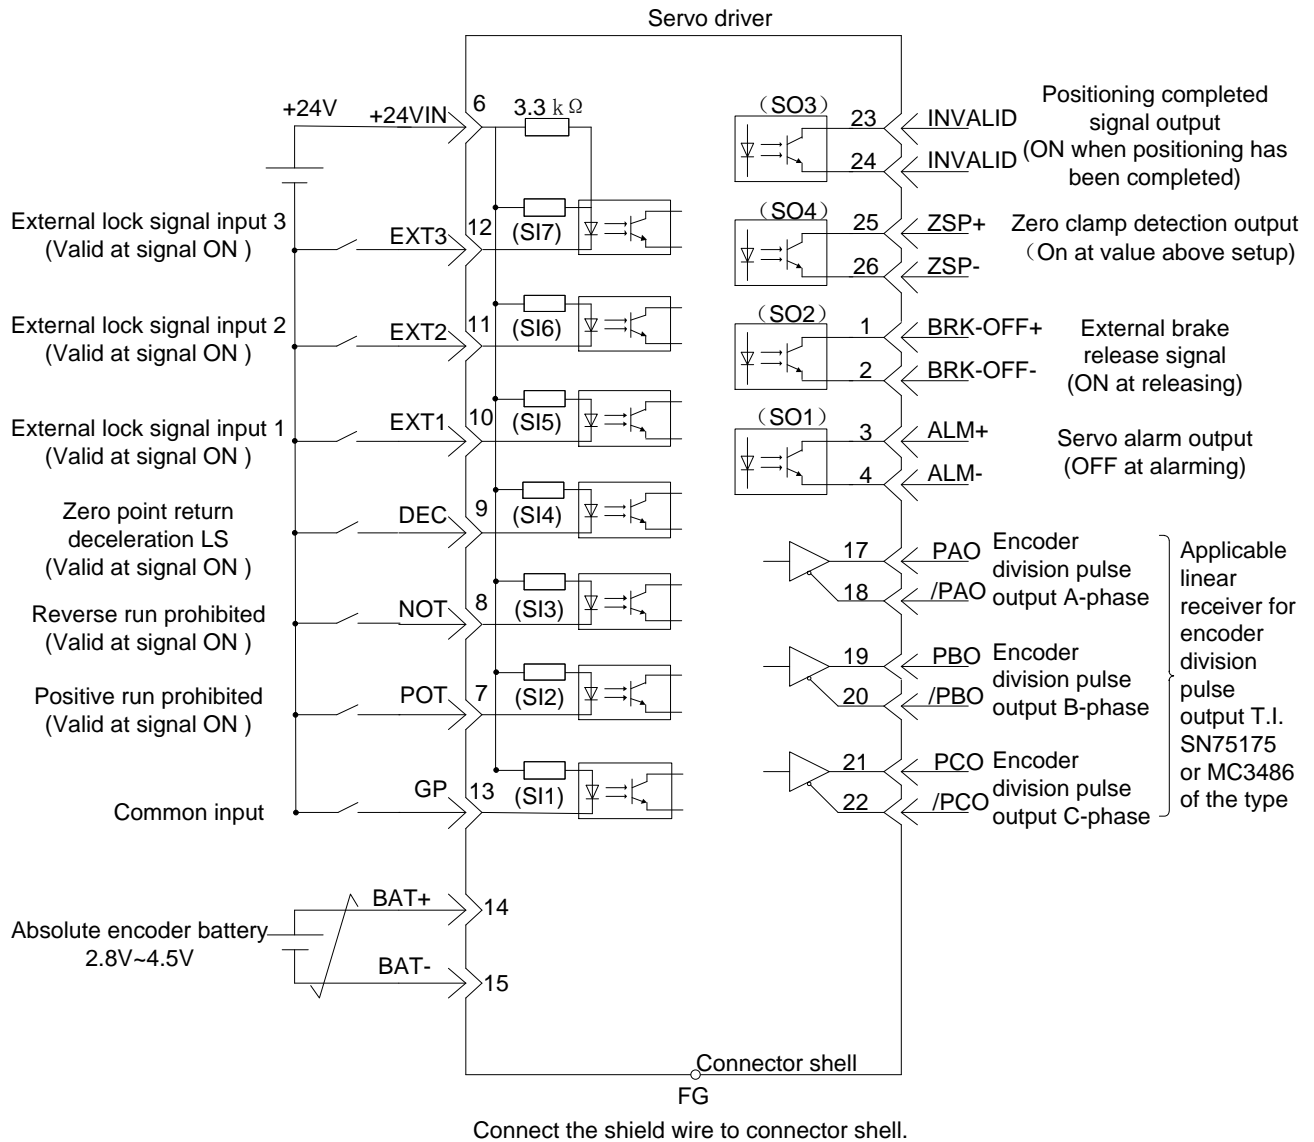 Servo driver
+24V
+24VIN
6
3.3 kΩ
External lock signal input 3
(Valid at signal ON )
EXT3
12
(SI7)
External lock signal input 2
(Valid at signal ON )
EXT2
11
(SI6)
External lock signal input 1
(Valid at signal ON )
EXT1
10
(SI5)
Zero point return
deceleration LS
(Valid at signal ON )
DEC
9
(SI4)
Reverse run prohibited
(Valid at signal ON )
NOT
8
(SI3)
Positive run prohibited
(Valid at signal ON )
POT
7
(SI2)
Common input
GP
13
(SI1)
Absolute encoder battery
2.8V~4.5V
BAT+
14
BAT-
15
(SO3)
23
INVALID
24
INVALID
Positioning completed
signal output
(ON when positioning has
been completed)
(SO4)
25
ZSP+
26
ZSP-
Zero clamp detection output
(On at value above setup)
(SO2)
1
BRK-OFF+
2
BRK-OFF-
External brake
release signal
(ON at releasing)
(SO1)
3
ALM+
4
ALM-
Servo alarm output
(OFF at alarming)
17
PAO
18
/PAO
Encoder
division pulse
output A-phase
19
PBO
20
/PBO
Encoder
division pulse
output B-phase
21
PCO
22
/PCO
Encoder
division pulse
output C-phase
Applicable
linear
receiver for
encoder
division
pulse
output T.I.
SN75175
or MC3486
of the type
Connector shell
FG
Connect the shield wire to connector shell.